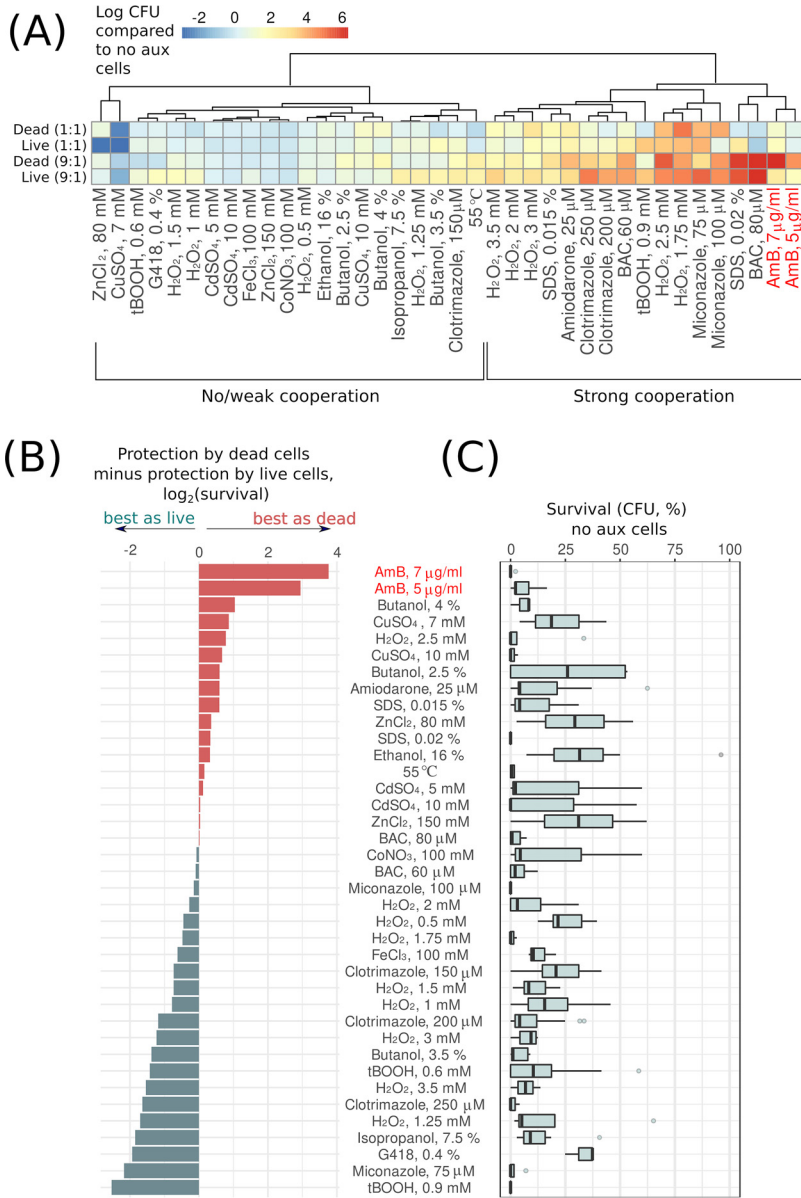 (A)
Log CFU
compared
to no aux
cells
-2 0 2 4 6
Dead (1:1)
Live (1:1)
Dead (9:1)
Live (9:1)
ZnCl₂, 80 mM
CuSO₄, 7 mM
tBOOH, 0.6 mM
G418, 0.4 %
H₂O₂, 1.5 mM
H₂O₂, 1 mM
CdSO₄, 5 mM
CdSO₄, 10 mM
FeCl₃, 100 mM
ZnCl₂, 150 mM
CoNO₃, 100 mM
H₂O₂, 0.5 mM
Ethanol, 16 %
Butanol, 2.5 %
CuSO₄, 10 mM
Butanol, 4 %
Isopropanol, 7.5 %
H₂O₂, 1.25 mM
Butanol, 3.5 %
Clotrimazole, 150µM
55℃
H₂O₂, 3.5 mM
H₂O₂, 2 mM
H₂O₂, 3 mM
SDS, 0.015 %
Amiodarone, 25 µM
Clotrimazole, 250 µM
Clotrimazole, 200 µM
BAC,60 µM
tBOOH, 0.9 mM
H₂O₂, 2.5 mM
H₂O₂, 1.75 mM
Miconazole, 75 µM
Miconazole, 100 µM
SDS, 0.02 %
BAC, 80µM
AmB, 7µg/ml
AmB, 5µg/ml
No/weak cooperation
Strong cooperation
(B)
Protection by dead cells
minus protection by live cells,
log₂(survival)
best as live best as dead
-2 0 2 4
(C)
Survival (CFU, %)
no aux cells
0 25 50 100
AmB, 7 µg/ml
AmB, 5 µg/ml
Butanol, 4 %
CuSO₄ , 7 mM
H₂O₂, 2.5 mM
CuSO₄, 10 mM
Butanol, 2.5 %
Amiodarone, 25 µM
SDS, 0.015 %
ZnCl₂, 80 mM
SDS, 0.02 %
Ethanol, 16 %
55℃
CdSO₄, 5 mM
CdSO₄, 10 mM
ZnCl₂, 150 mM
BAC, 80 µM
CoNO₃, 100 mM
BAC, 60 µM
Miconazole, 100 µM
H₂O₂, 2 mM
H₂O₂, 0.5 mM
H₂O₂, 1.75 mM
FeCl₃, 100 mM
Clotrimazole, 150 µM
H₂O₂, 1.5 mM
H₂O₂, 1 mM
Clotrimazole, 200 µM
H₂O₂, 3 mM
Butanol, 3.5 %
tBOOH, 0.6 mM
H₂O₂, 3.5 mM
Clotrimazole, 250 µM
H₂O₂, 1.25 mM
Isopropanol, 7.5 %
G418, 0.4 %
Miconazole, 75 µM
tBOOH, 0.9 mM